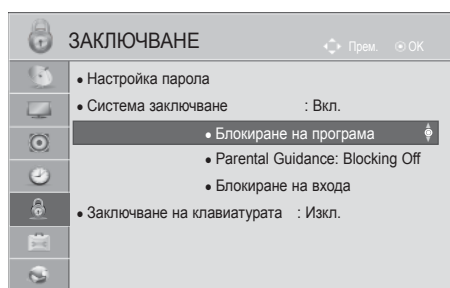 ЗАКЛЮЧВАНЕ
Прем. OK
• Настройка парола
• Система заключване : Вкл.
• Блокиране на програма
• Parental Guidance: Blocking Off
• Блокиране на входа
• Заключване на клавиатурата : Изкл.